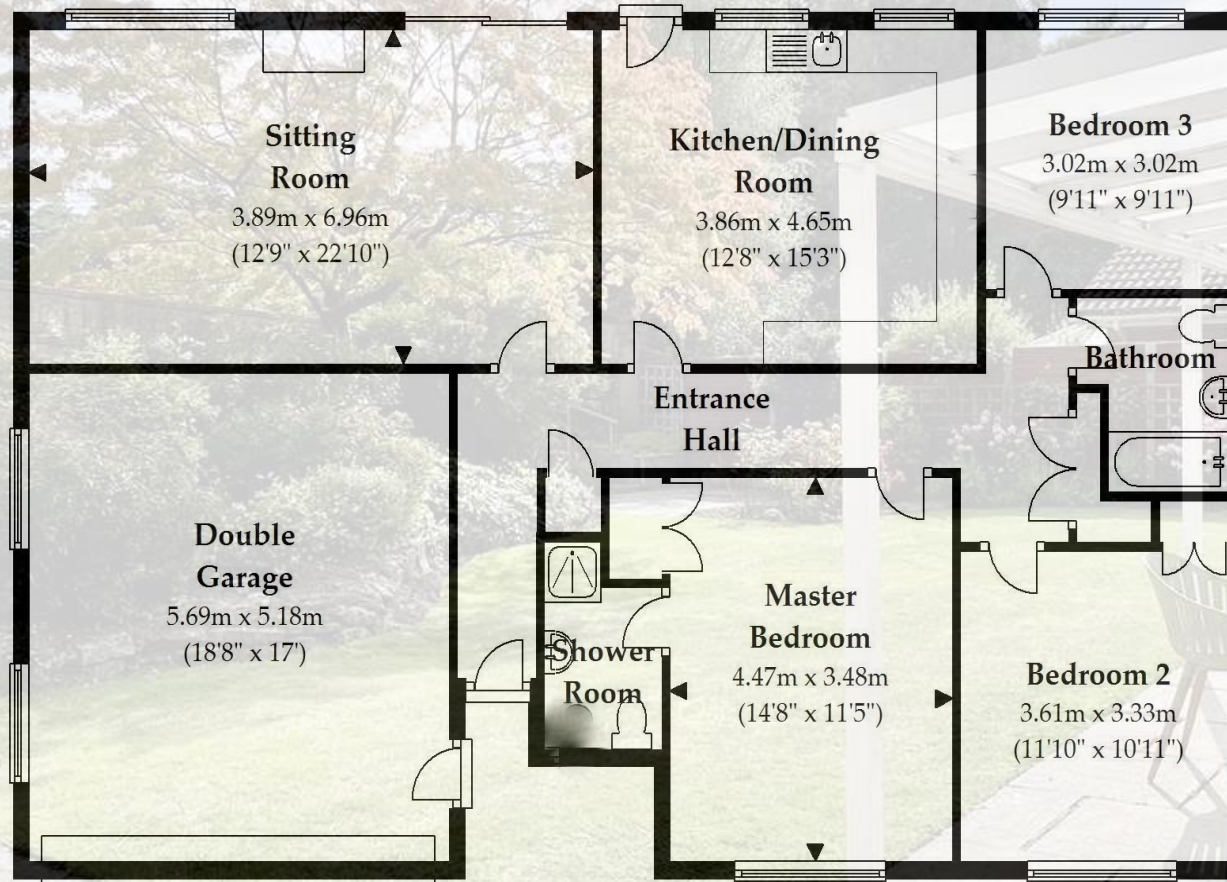 Sitting
Room
3.89m x 6.96m
(12'9" x 22'10")
Kitchen/Dining
Room
3.86m x 4.65m
(12'8" x 15'3")
Bedroom 3
3.02m x 3.02m
(9'11" x 9'11")
Bathroom
Entrance
Hall
Double
Garage
5.69m x 5.18m
(18'8" x 17')
Shower
Room
Master
Bedroom
4.47m x 3.48m
(14'8" x 11'5")
Bedroom 2
3.61m x 3.33m
(11'10" x 10'11")